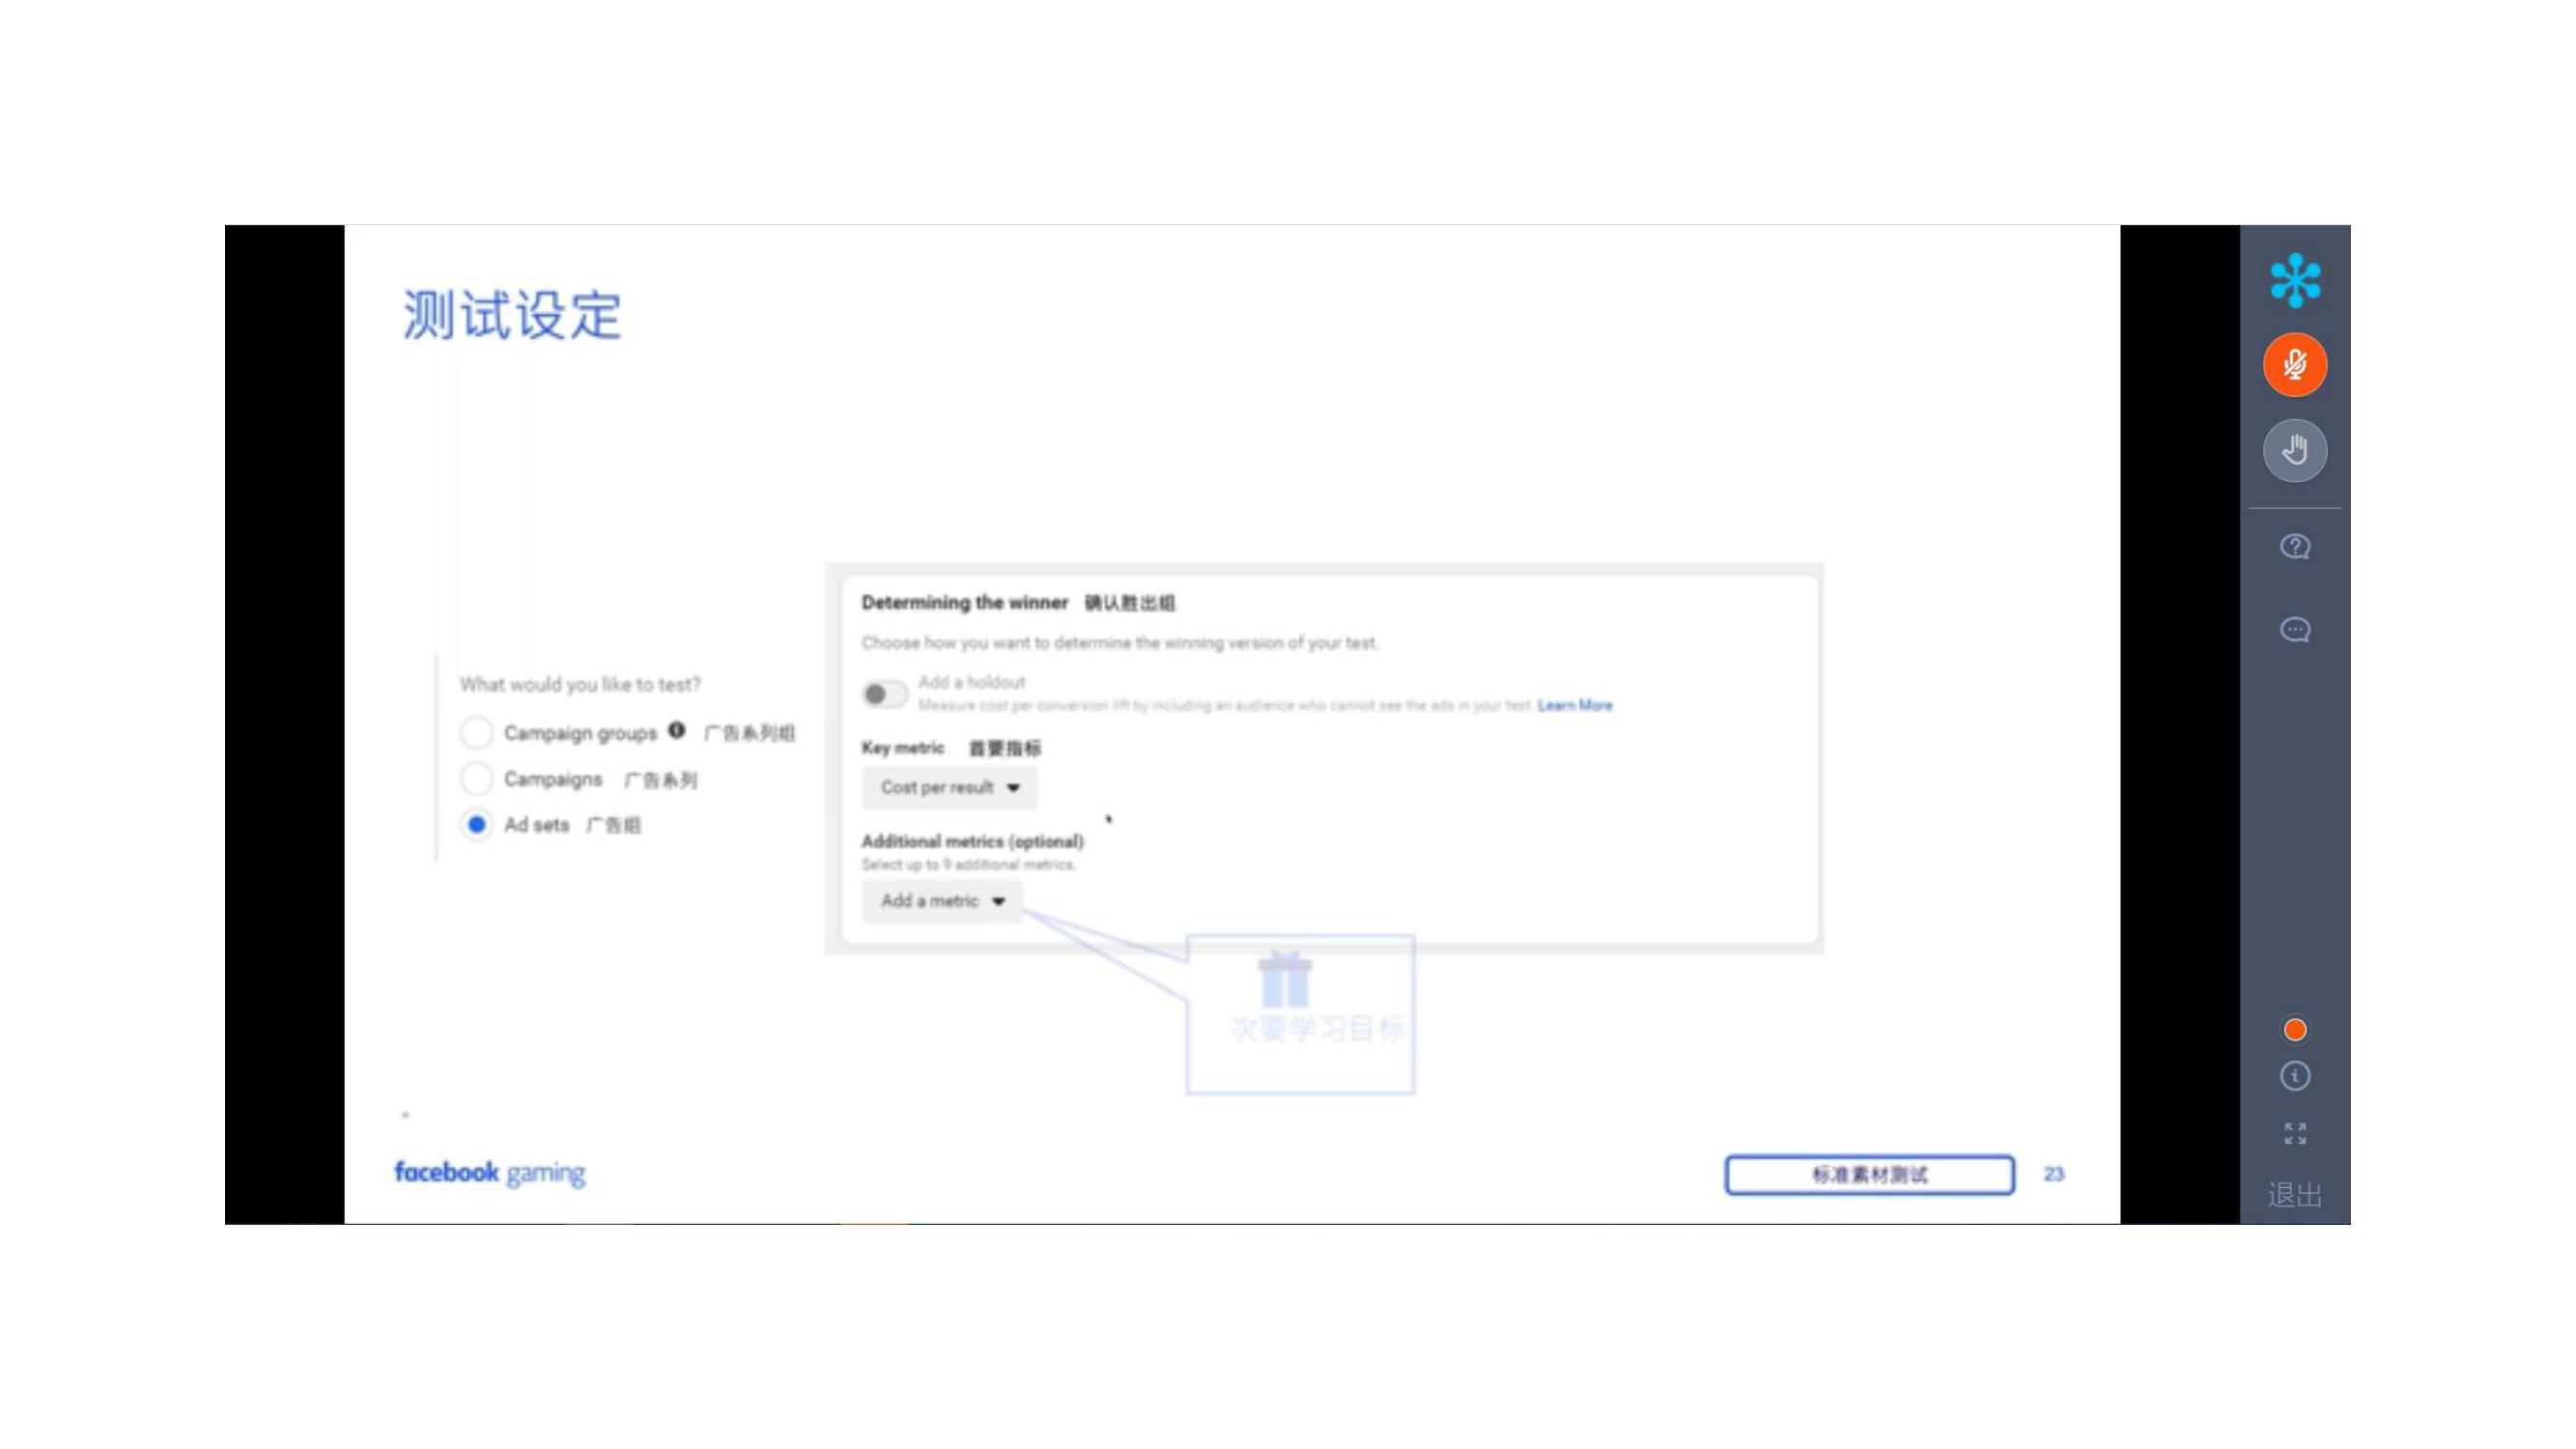 测试设定
What would you like to test?
Campaign groups 广告系列组
Campaigns 广告系列
Ad sets 广告组
Determining the winner 确认胜出组
Choose how you want to determine the winning version of your test.
Add a holdout
Measure cost per conversion lift by including an audience who cannot see the ads in your test. Learn More
Key metric 首要指标
Cost per result
Additional metrics (optional)
Select up to 9 additional metrics.
Add a metric
次要学习目标
facebook gaming
标准素材测试
23
退出